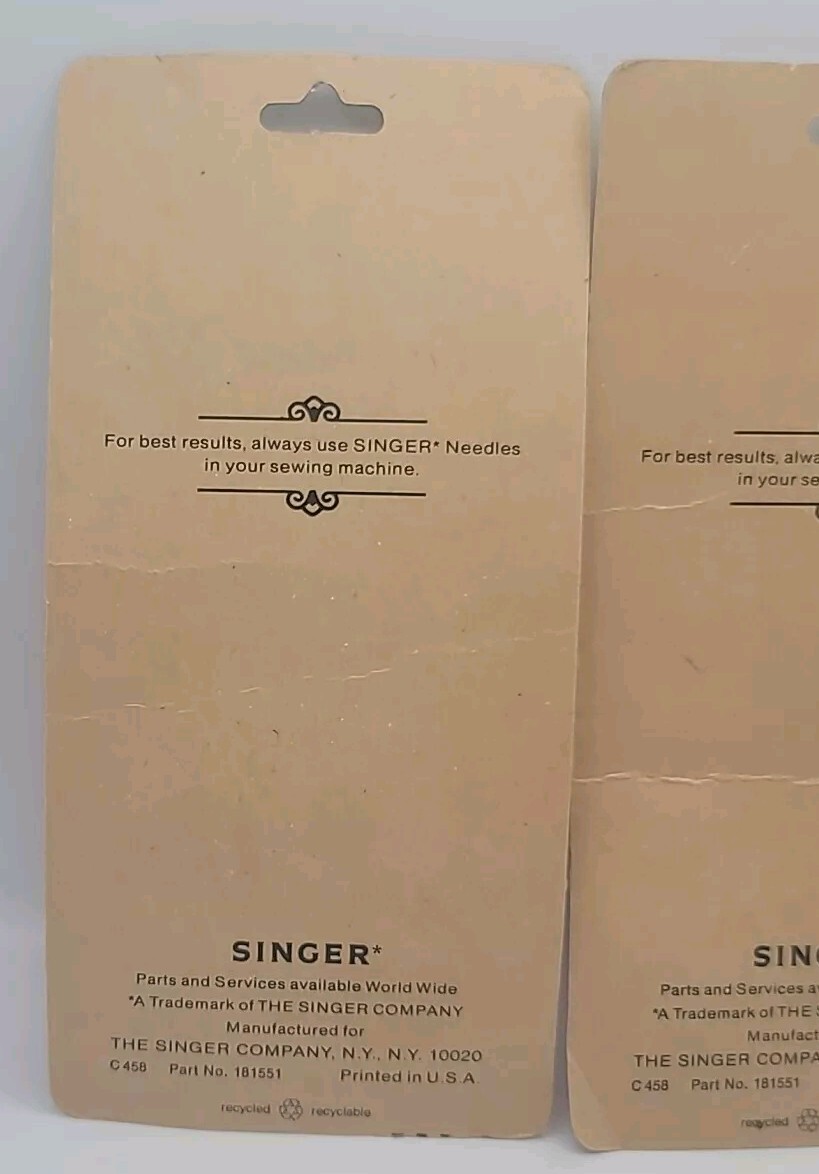 For best results, always use SINGER* Needles
in your sewing machine.
SINGER*
Parts and Services available World Wide
*A Trademark of THE SINGER COMPANY
Manufactured for
THE SINGER COMPANY, N.Y., N.Y. 10020
C 458 Part No. 181551 Printed in U.S.A.
recycled recyclable
For best results, alwa
in your se
SIN
Parts and Services a
*A Trademark of THE
Manufact
THE SINGER COMPA
C 458 Part No. 181551
recycled